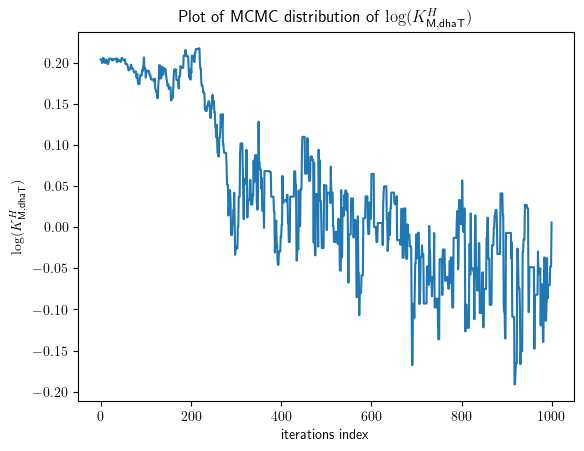 Plot of MCMC distribution of log(K^H_{M,dhaT})
log(K^H_{M,dhaT})
0.20
0.15
0.10
0.05
0.00
−0.05
−0.10
−0.15
−0.20
0 200 400 600 800 1000
iterations index